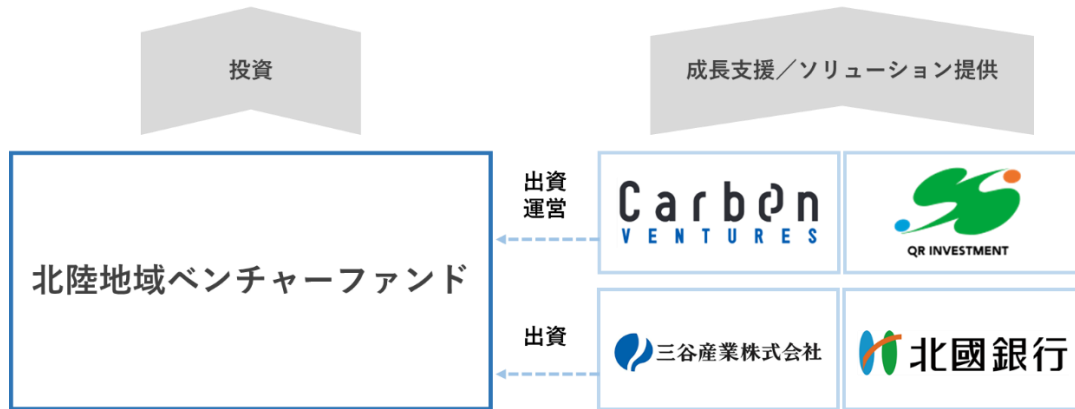 投資
成長支援／ソリューション提供
北陸地域ベンチャーファンド
出資
運営
Carbon
VENTURES
QR INVESTMENT
出資
三谷産業株式会社
北國銀行